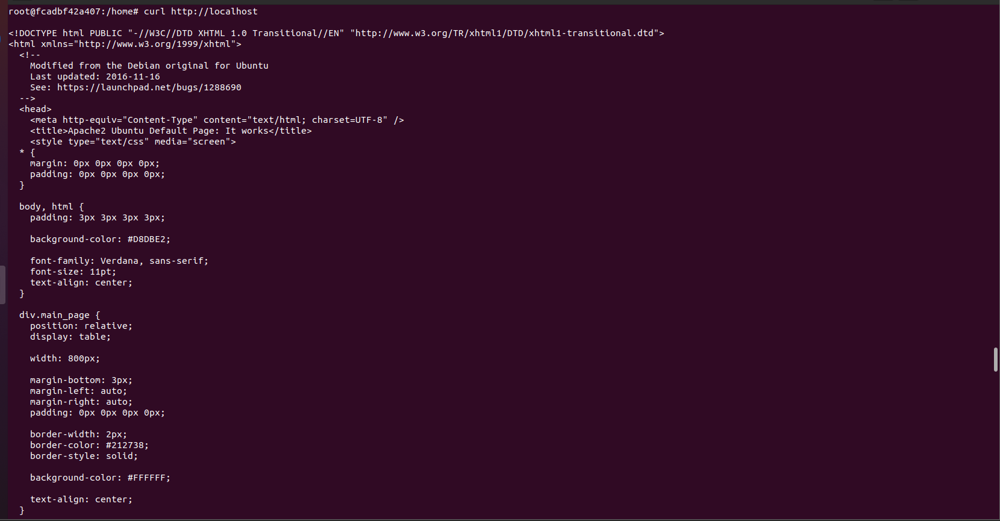 root@fcadbf42a407:/home# curl http://localhost

<!DOCTYPE html PUBLIC "-//W3C//DTD XHTML 1.0 Transitional//EN" "http://www.w3.org/TR/xhtml1/DTD/xhtml1-transitional.dtd">
<html xmlns="http://www.w3.org/1999/xhtml">
  <!--
    Modified from the Debian original for Ubuntu
    Last updated: 2016-11-16
    See: https://launchpad.net/bugs/1288690
  -->
  <head>
    <meta http-equiv="Content-Type" content="text/html; charset=UTF-8" />
    <title>Apache2 Ubuntu Default Page: It works</title>
    <style type="text/css" media="screen">
  * {
    margin: 0px 0px 0px 0px;
    padding: 0px 0px 0px 0px;
  }

  body, html {
    padding: 3px 3px 3px 3px;

    background-color: #D8DBE2;

    font-family: Verdana, sans-serif;
    font-size: 11pt;
    text-align: center;
  }

  div.main_page {
    position: relative;
    display: table;

    width: 800px;

    margin-bottom: 3px;
    margin-left: auto;
    margin-right: auto;
    padding: 0px 0px 0px 0px;

    border-width: 2px;
    border-color: #212738;
    border-style: solid;

    background-color: #FFFFFF;

    text-align: center;
  }